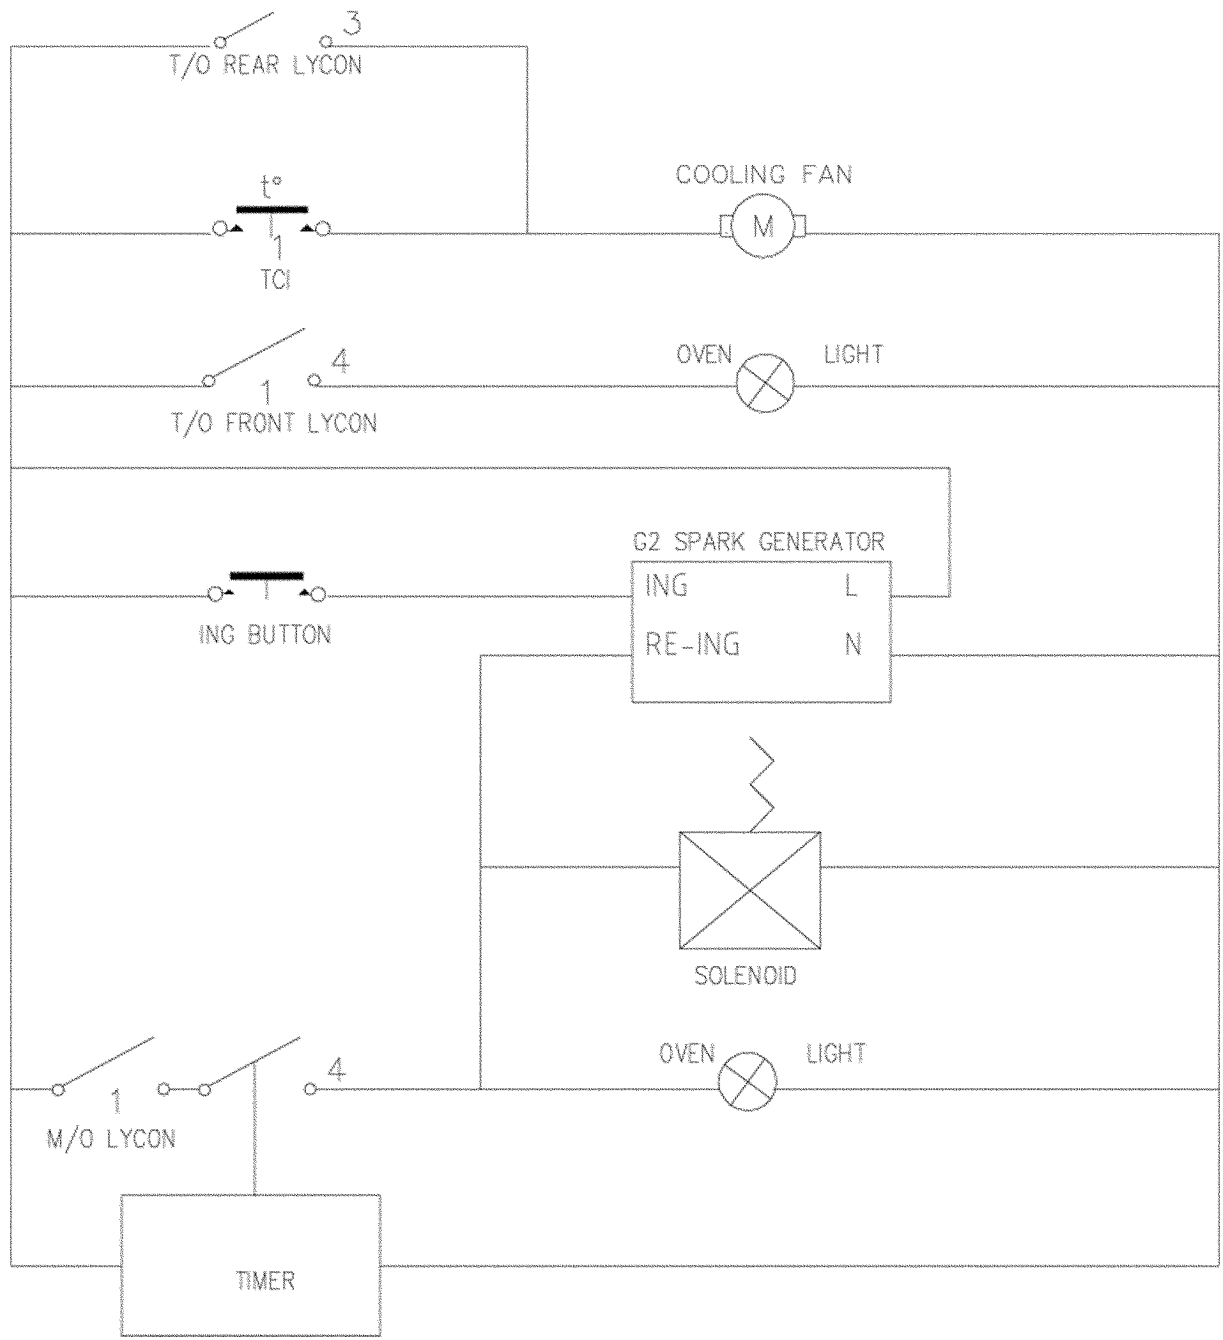 3
T/O REAR LYCON
t°
COOLING FAN
M
1
TCI
4
OVEN LIGHT
1
T/O FRONT LYCON
G2 SPARK GENERATOR
ING L
RE-ING N
ING BUTTON
SOLENOID
OVEN LIGHT
4
1
M/O LYCON
TIMER